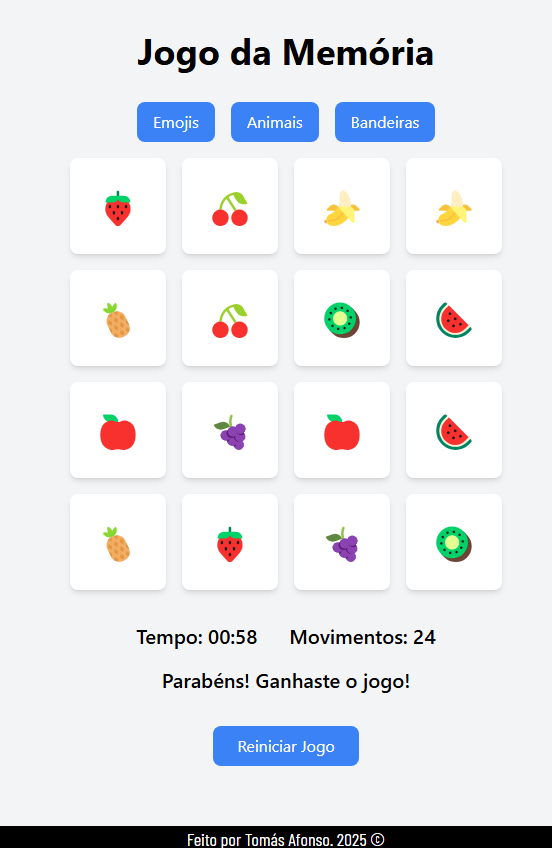 Jogo da Memória
Emojis Animais Bandeiras
Tempo: 00:58 Movimentos: 24
Parabéns! Ganhaste o jogo!
Reiniciar Jogo
Feito por Tomás Afonso. 2025 ©